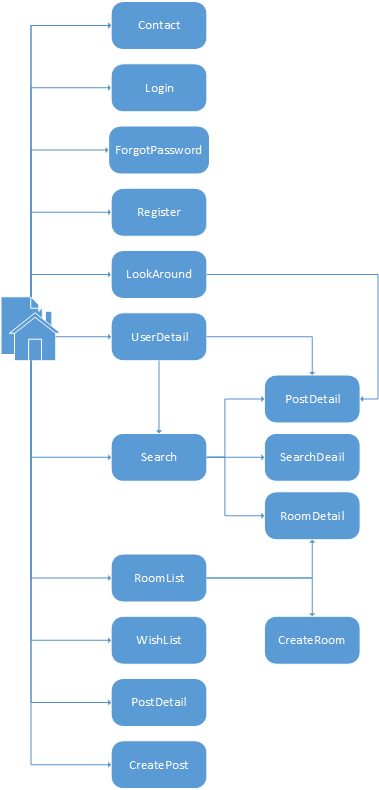 Contact
Login
ForgotPassword
Register
LookAround
UserDetail
PostDetail
Search
SearchDeail
RoomDetail
RoomList
WishList
CreateRoom
PostDetail
CreatePost